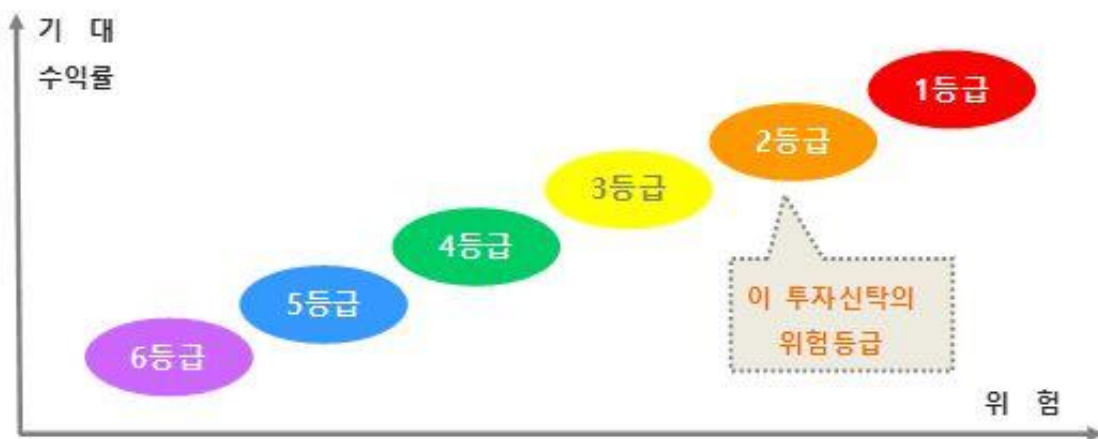 기 대
수익률
1등급
2등급
3등급
4등급
5등급
6등급
이 투자신탁의
위험등급
위 험